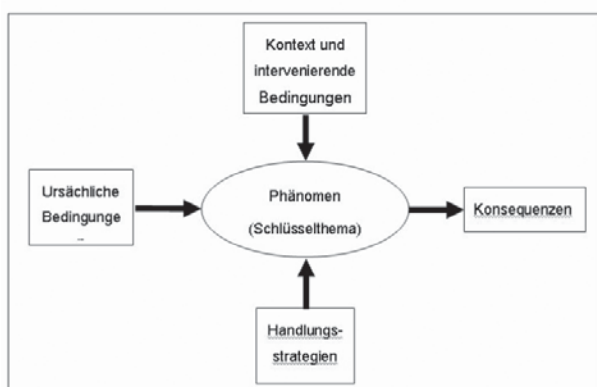 Kontext und
intervenierende
Bedingungen
Ursächliche
Bedingunge
..
Phänomen
(Schlüsselthema)
Konsequenzen
Handlungs-
strategien